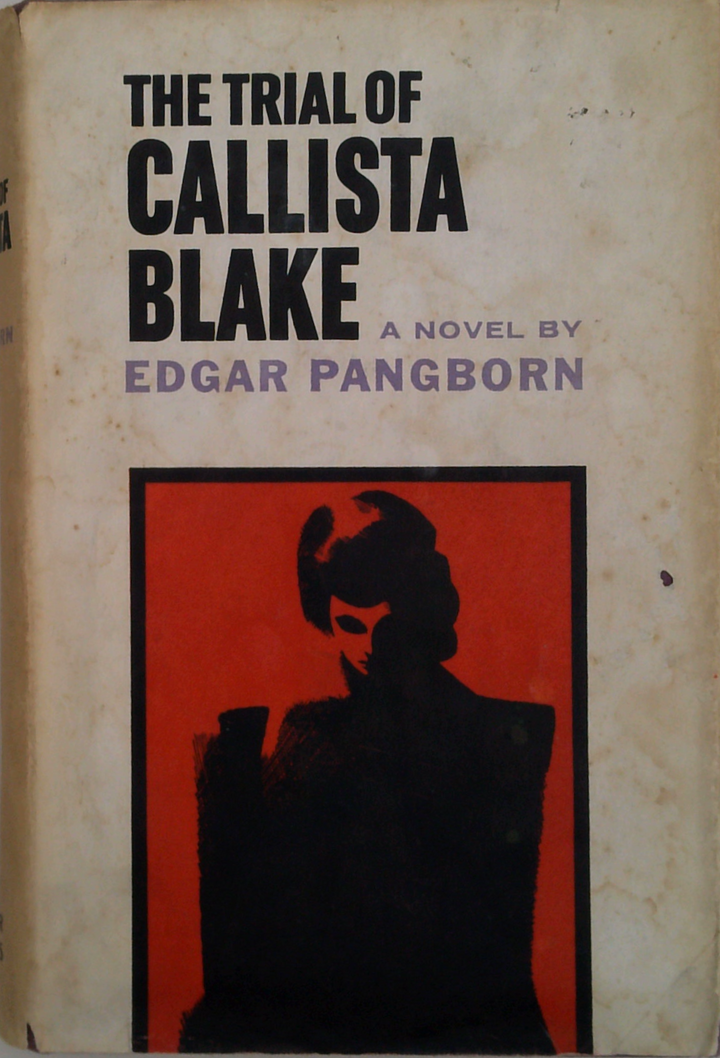 THE TRIAL OF
CALLISTA
BLAKE
A NOVEL BY
EDGAR PANGBORN